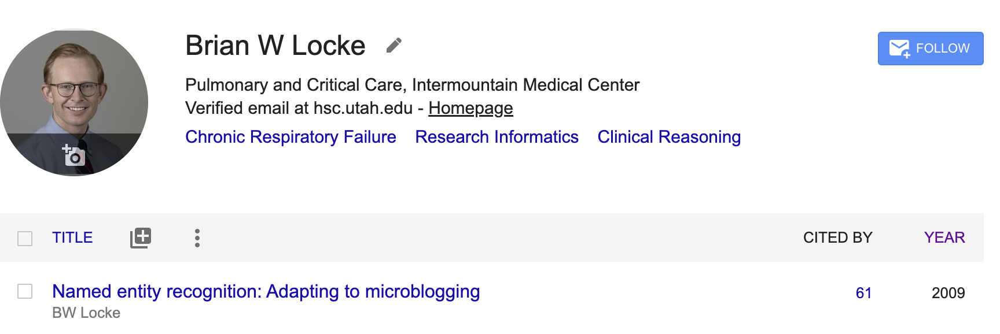 Brian W Locke
FOLLOW
Pulmonary and Critical Care, Intermountain Medical Center
Verified email at hsc.utah.edu - Homepage
Chronic Respiratory Failure Research Informatics Clinical Reasoning
TITLE CITED BY YEAR
Named entity recognition: Adapting to microblogging 61 2009
BW Locke